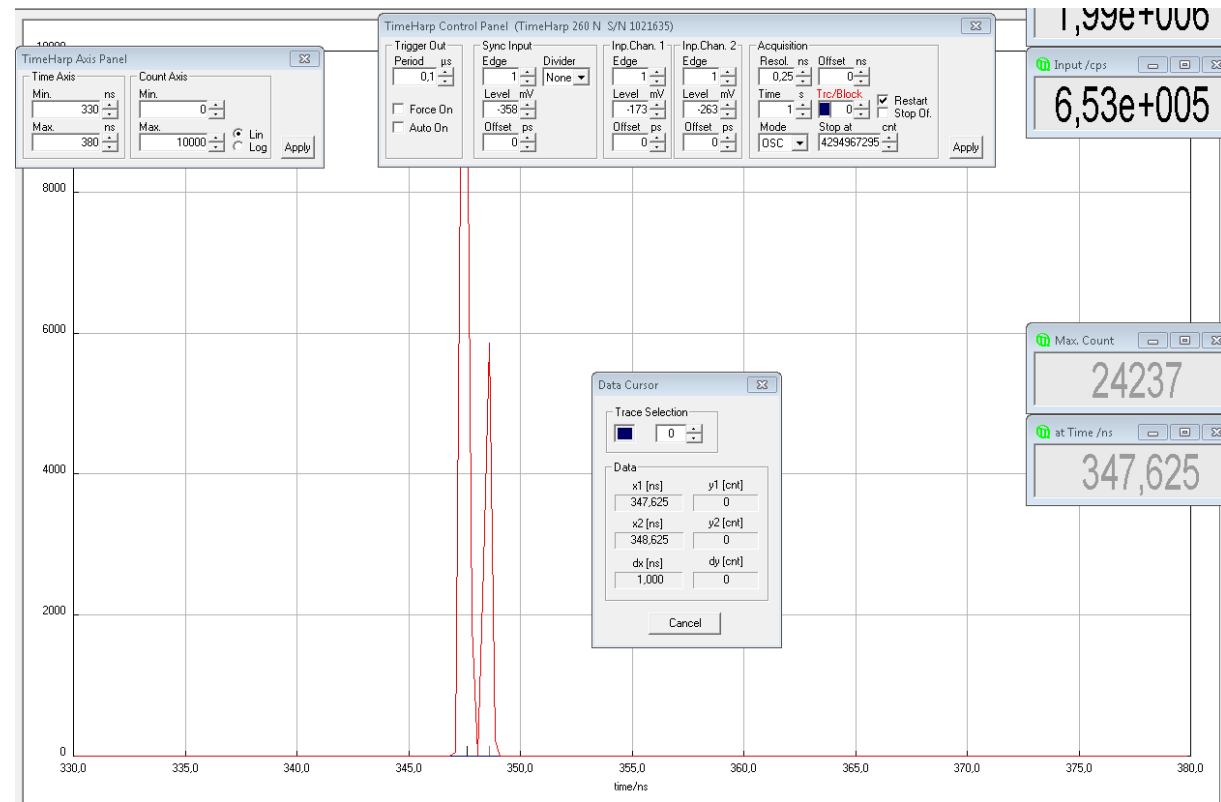 1,99e+006
TimeHarp Control Panel (TimeHarp 260 N S/N 1021635)
Trigger Out
Period µs
0,1
Force On
Auto On
Sync Input
Edge Divider
1 None
Level mV
-358
Offset ps
0
Inp.Chan. 1
Edge
1
Level mV
-173
Offset ps
0
Inp.Chan. 2
Edge
1
Level mV
-263
Offset ps
0
Acquisition
Resol. ns Offset ns
0,25 0
Time s Trc/Block
1 0
Restart
Stop Of.
Mode Stop at cnt
OSC 4294967295
Apply
TimeHarp Axis Panel
Time Axis
Min. ns
330
Max. ns
380
Count Axis
Min.
0
Max.
10000
Lin
Log
Apply
Input /cps
6,53e+005
Max. Count
24237
at Time /ns
347,625
Data Cursor
Trace Selection
0
Data
x1 [ns] y1 [cnt]
347,625 0
x2 [ns] y2 [cnt]
348,625 0
dx [ns] dy [cnt]
1,000 0
Cancel
10000
8000
6000
4000
2000
0
330,0 335,0 340,0 345,0 350,0 355,0 360,0 365,0 370,0 375,0 380,0
time/ns